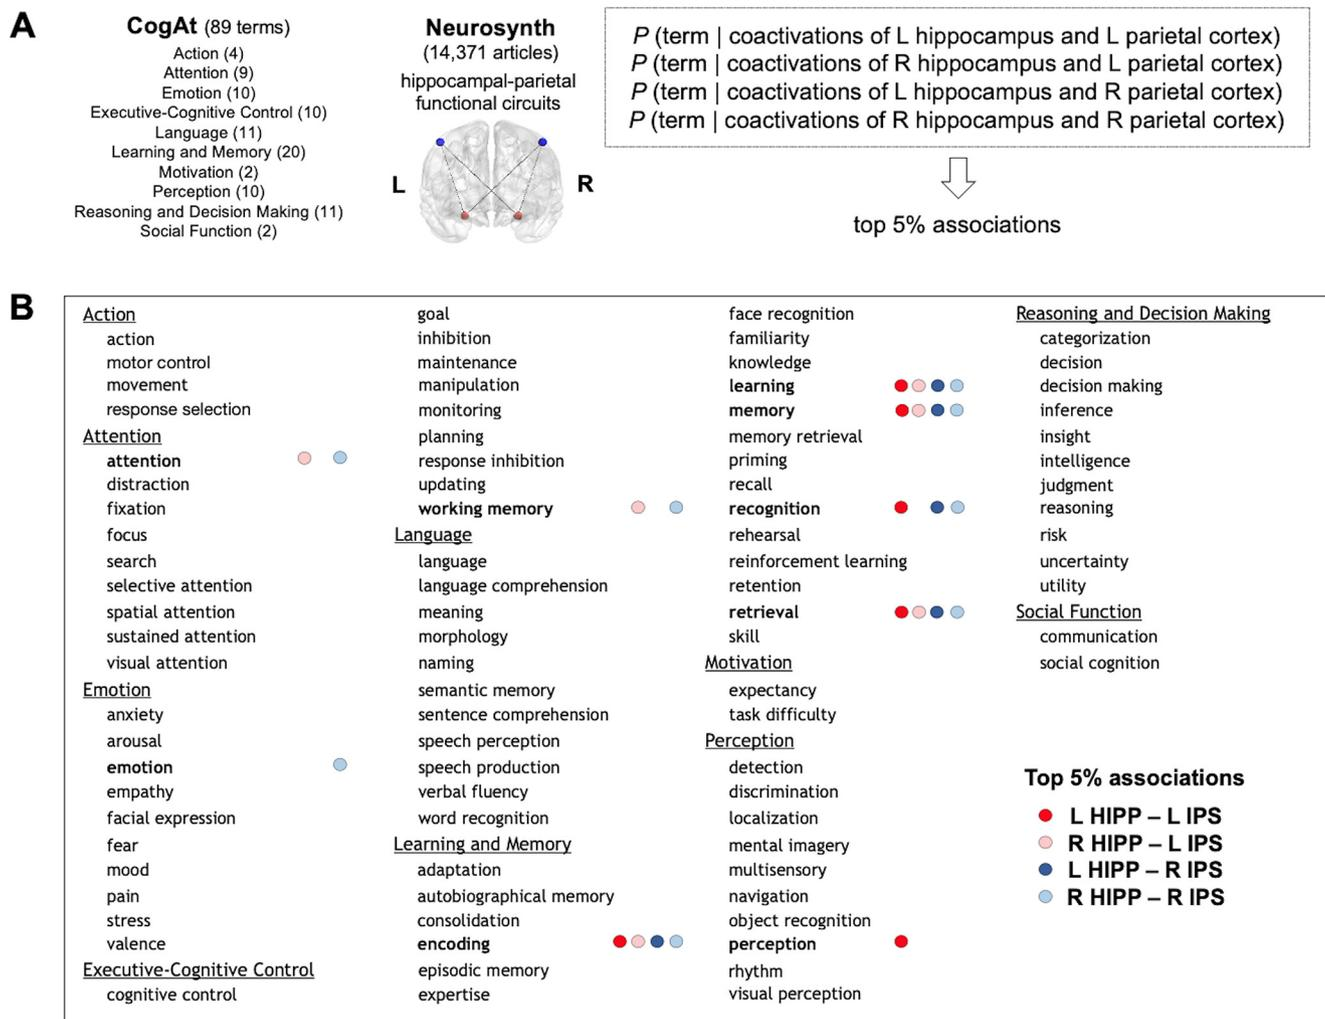 A
CogAt (89 terms)
Action (4)
Attention (9)
Emotion (10)
Executive-Cognitive Control (10)
Language (11)
Learning and Memory (20)
Motivation (2)
Perception (10)
Reasoning and Decision Making (11)
Social Function (2)
Neurosynth
(14,371 articles)
hippocampal-parietal
functional circuits
L
R
P (term | coactivations of L hippocampus and L parietal cortex)
P (term | coactivations of R hippocampus and L parietal cortex)
P (term | coactivations of L hippocampus and R parietal cortex)
P (term | coactivations of R hippocampus and R parietal cortex)
top 5% associations
B
Action
action
motor control
movement
response selection
Attention
attention
distraction
fixation
focus
search
selective attention
spatial attention
sustained attention
visual attention
Emotion
anxiety
arousal
emotion
empathy
facial expression
fear
mood
pain
stress
valence
Executive-Cognitive Control
cognitive control
goal
inhibition
maintenance
manipulation
monitoring
planning
response inhibition
updating
working memory
Language
language
language comprehension
meaning
morphology
naming
semantic memory
sentence comprehension
speech perception
speech production
verbal fluency
word recognition
Learning and Memory
adaptation
autobiographical memory
consolidation
encoding
episodic memory
expertise
face recognition
familiarity
knowledge
learning
memory
memory retrieval
priming
recall
recognition
rehearsal
reinforcement learning
retention
retrieval
skill
Motivation
expectancy
task difficulty
Perception
detection
discrimination
localization
mental imagery
multisensory
navigation
object recognition
perception
rhythm
visual perception
Reasoning and Decision Making
categorization
decision
decision making
inference
insight
intelligence
judgment
reasoning
risk
uncertainty
utility
Social Function
communication
social cognition
Top 5% associations
L HIPP – L IPS
R HIPP – L IPS
L HIPP – R IPS
R HIPP – R IPS